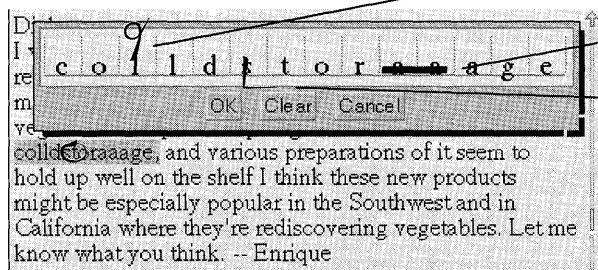 c o l l d s t o r a a a g e
OK Clear Cancel
colldstoraaage, and various preparations of it seem to
hold up well on the shelf I think these new products
might be especially popular in the Southwest and in
California where they're rediscovering vegetables. Let me
know what you think. -- Enrique